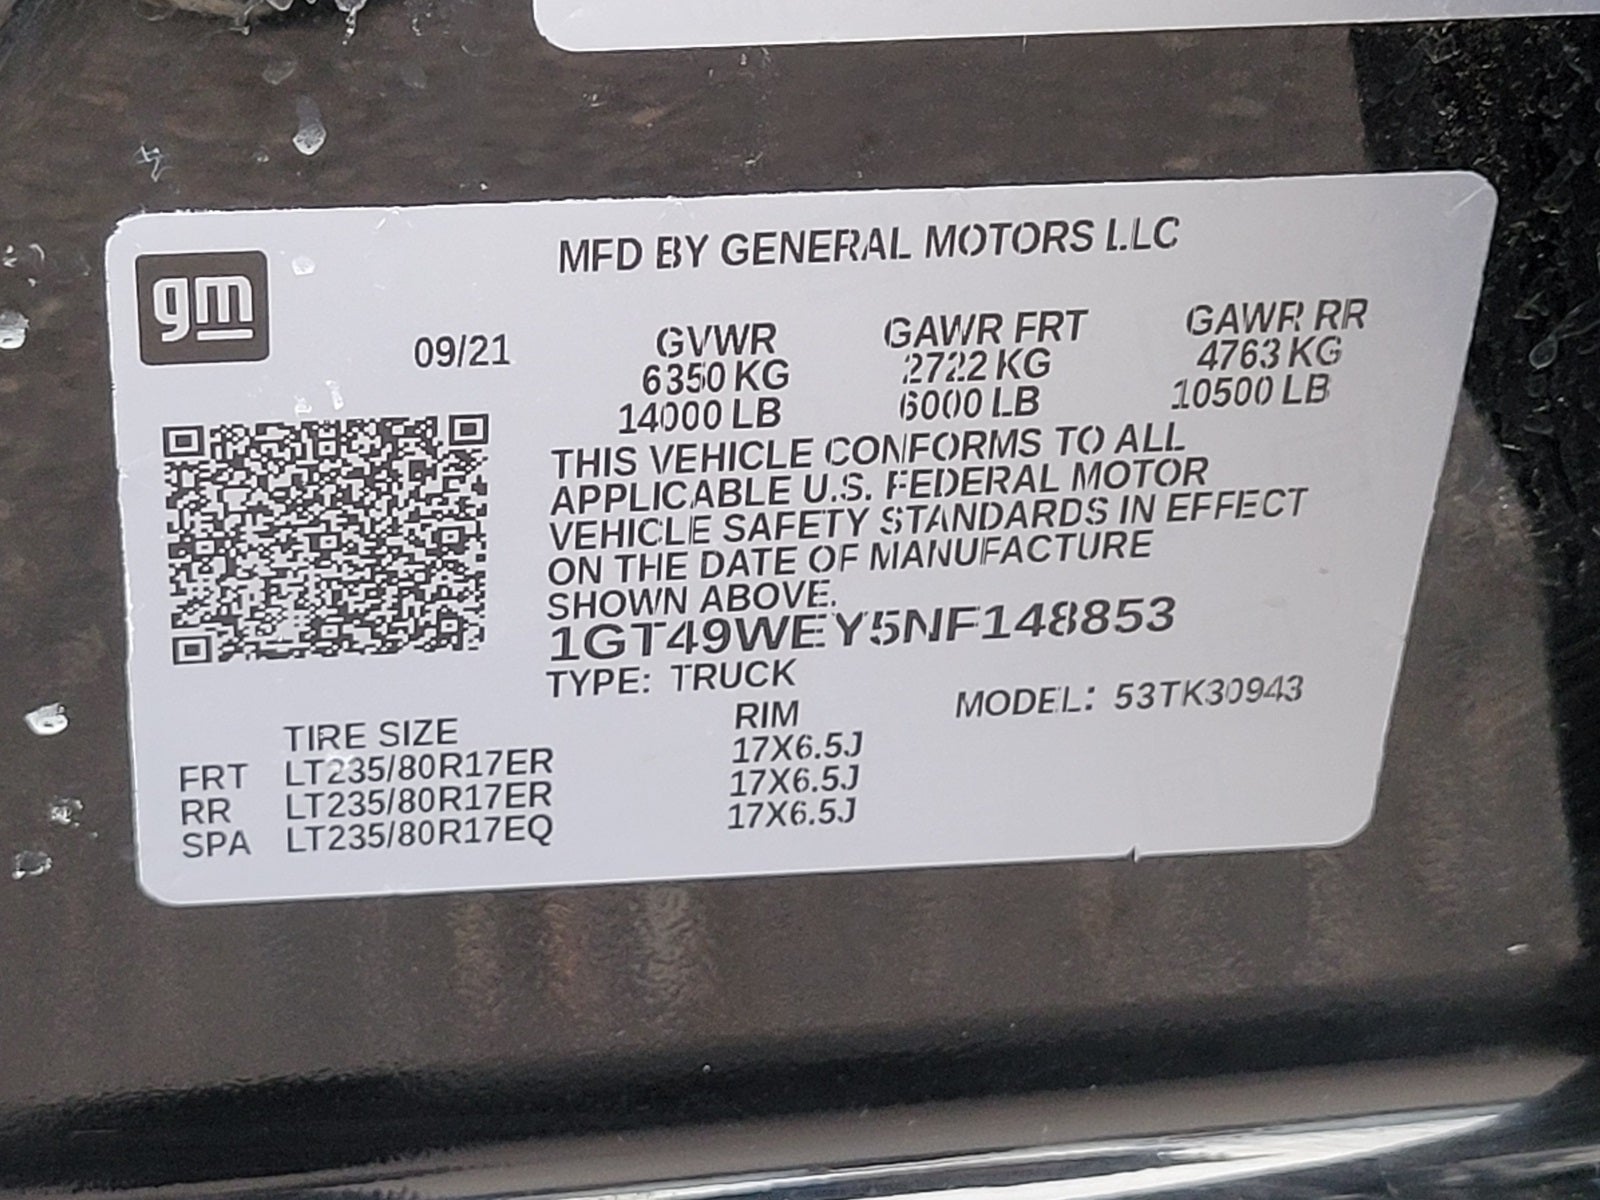 gm
MFD BY GENERAL MOTORS LLC
09/21 GVWR GAWR FRT GAWR RR
6350 KG 2722 KG 4763 KG
14000 LB 6000 LB 10500 LB
THIS VEHICLE CONFORMS TO ALL
APPLICABLE U.S. FEDERAL MOTOR
VEHICLE SAFETY STANDARDS IN EFFECT
ON THE DATE OF MANUFACTURE
SHOWN ABOVE.
1GT49WEY5NF148853
TYPE: TRUCK MODEL: 53TK30943
TIRE SIZE RIM
FRT LT235/80R17ER 17X6.5J
RR LT235/80R17ER 17X6.5J
SPA LT235/80R17EQ 17X6.5J